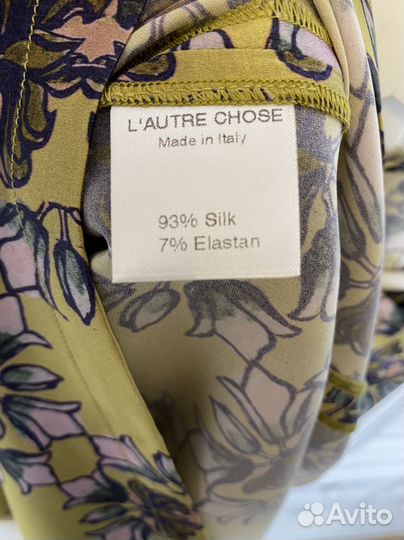 L'AUTRE CHOSE
Made in Italy
93% Silk
7% Elastan
Avito